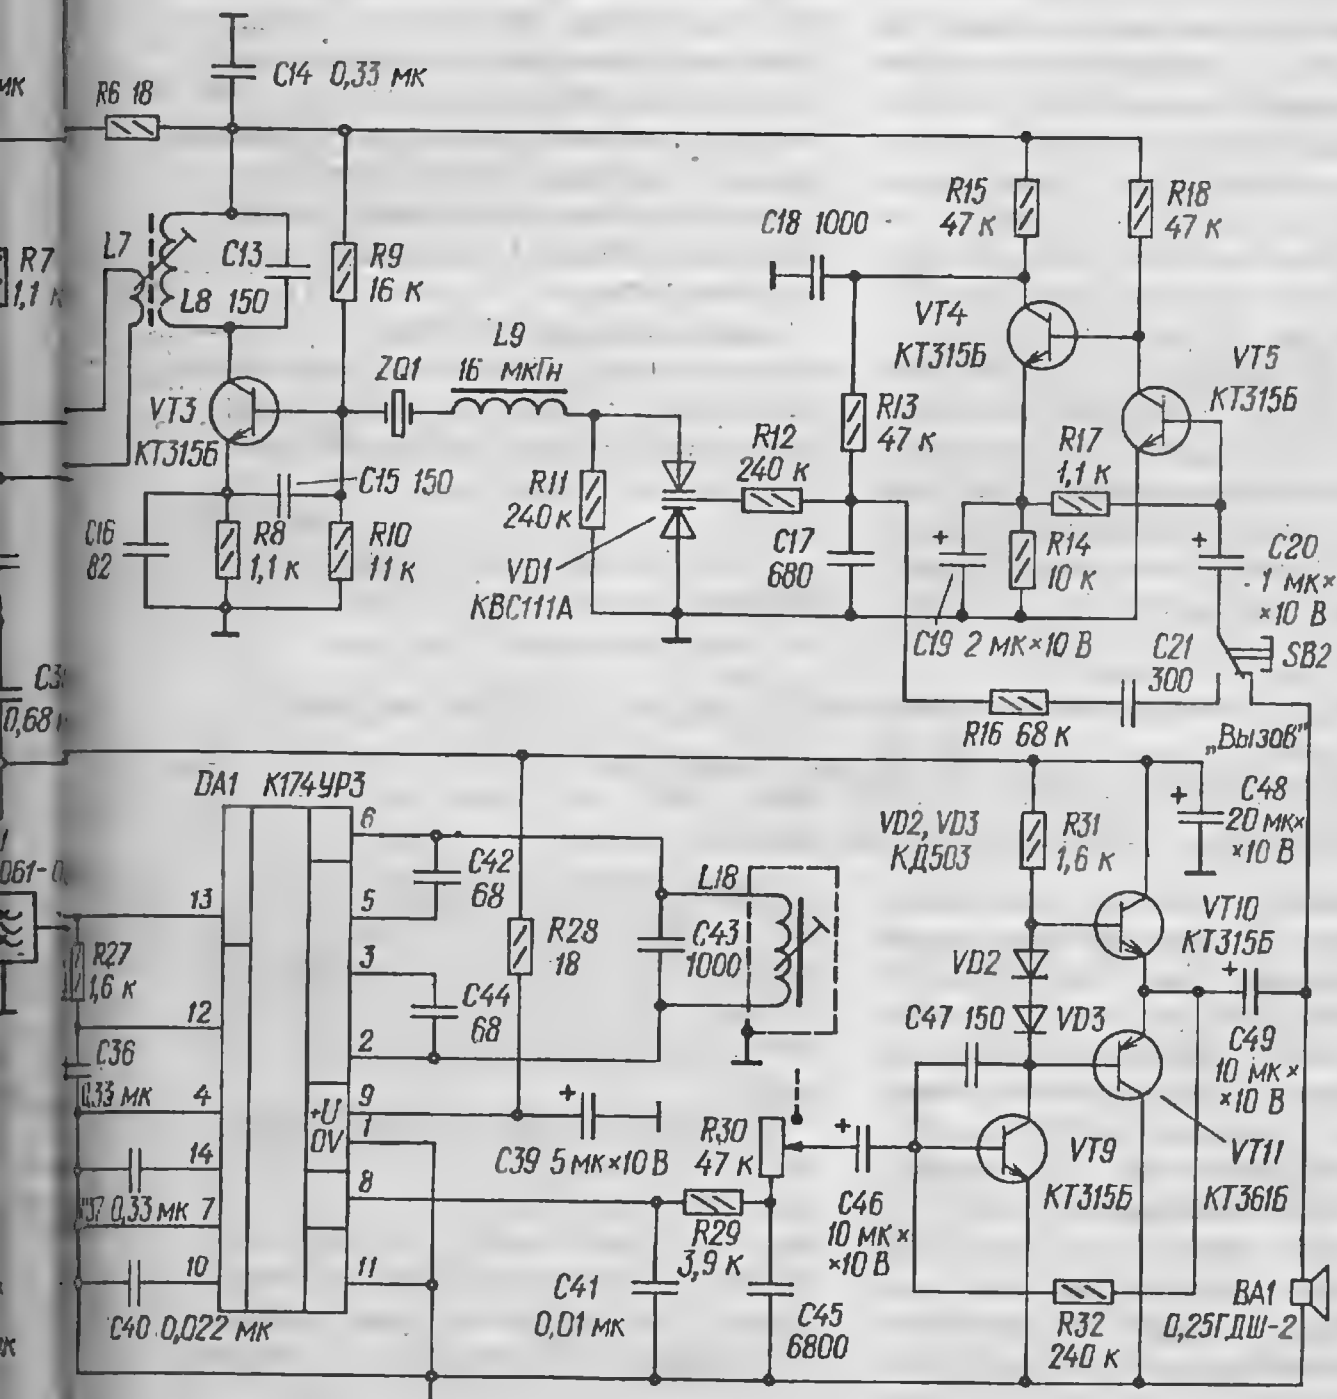 мк
R6 18
C14 0,33 мк
R7
1,1 к
L7
C13
L8 150
R9
16 к
VT3
КТ315Б
ZQ1
L9
16 мкГн
C18 1000
R15
47 к
R18
47 к
VT4
КТ315Б
VT5
КТ315Б
R13
47 к
R12
240 к
R17
1,1 к
C15 150
R11
240 к
C16
82
R8
1,1 к
R10
11 к
VD1
КВС111А
C17
680
+
R14
10 к
+
C20
1 мк×
×10 В
C19 2 мк×10 В
C21
300
SB2
R16 68 к
„Вызов"
0,68
DA1 К174УР3
6
C42
68
5
3
C44
68
2
9
+U
1
0V
8
11
13
R27
1,6 к
12
C36
0,33 мк
4
14
0,33 мк 7
10
C40 0,022 мк
R28
18
L18
C43
1000
+
C39 5 мк×10 В
R30
47 к
R29
3,9 к
C41
0,01 мк
C45
6800
+
C46
10 мк×
×10 В
VD2, VD3
КД503
R31
1,6 к
+
C48
20 мк×
×10 В
VD2
VT10
КТ315Б
C47 150
VD3
+
C49
10 мк×
×10 В
VT9
КТ315Б
VT11
КТ361Б
R32
240 к
BA1
0,25ГДШ-2